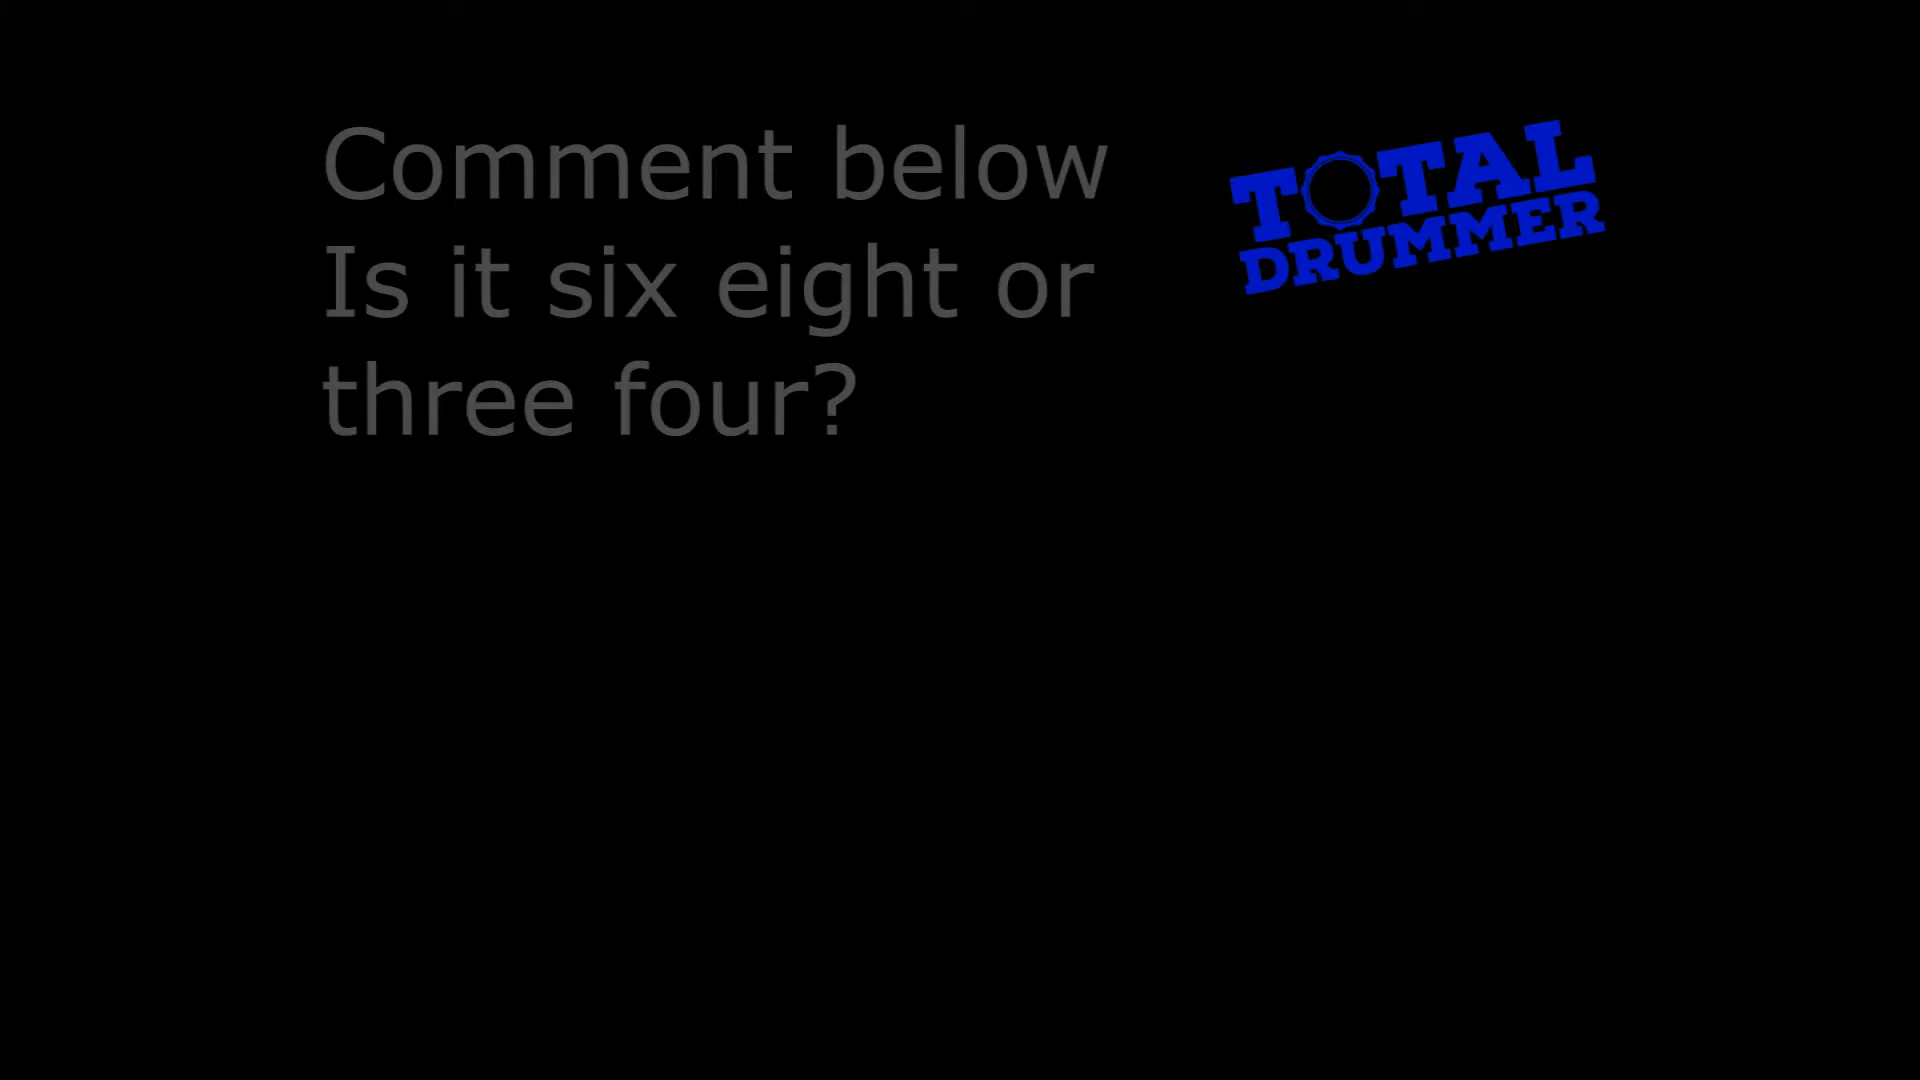 Comment below
Is it six eight or
three four?
TOTAL
DRUMMER